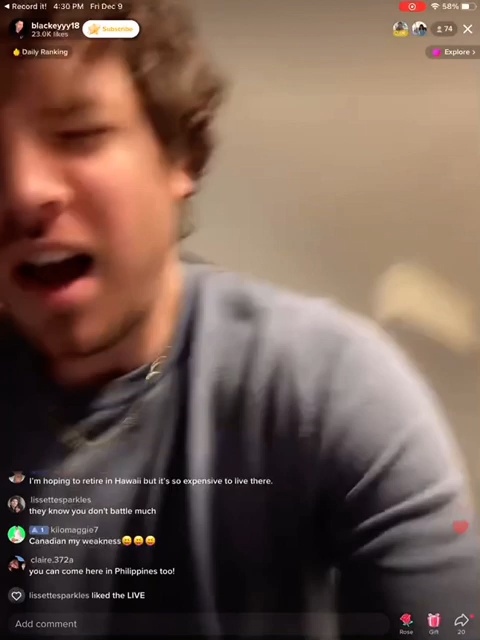 Record it! 4:30 PM Fri Dec 9 58%
blackeyyy18
23.0K likes
Subscribe
74
Daily Ranking
Explore >
I'm hoping to retire in Hawaii but it's so expensive to live there.
lissettesparkles
they know you don't battle much
1 kiiomaggie7
Canadian my weakness😛😛😛
claire.372a
you can come here in Philippines too!
lissettesparkles liked the LIVE
Add comment
Rose
Gift
20